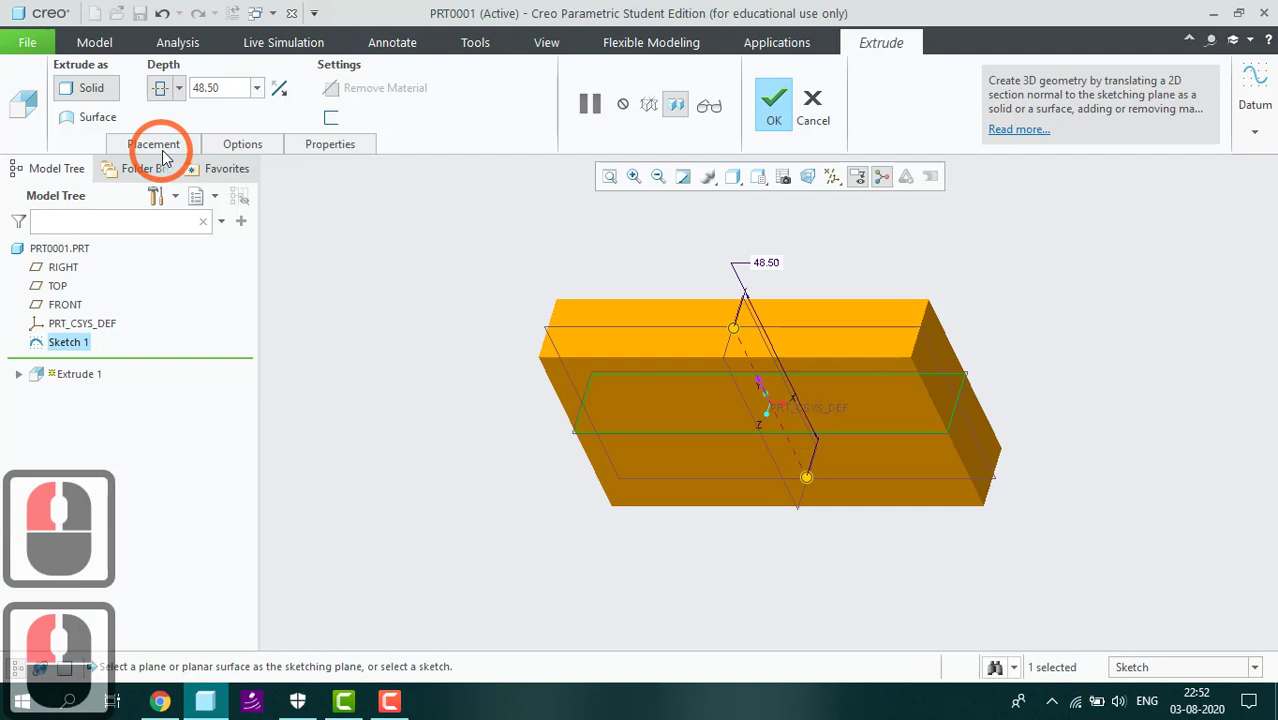 creo
PRT0001 (Active) - Creo Parametric Student Edition (for educational use only)
File Model Analysis Live Simulation Annotate Tools View Flexible Modeling Applications Extrude
Extrude as Depth Settings
Solid 48.50 Remove Material
Surface
OK Cancel
Create 3D geometry by translating a 2D
section normal to the sketching plane as a
solid or a surface, adding or removing ma...
Read more...
Datum
Placement Options Properties
Model Tree Folder Favorites
Model Tree
PRT0001.PRT
RIGHT
TOP
FRONT
PRT_CSYS_DEF
Sketch 1
Extrude 1
48.50
Y
X
PRT_CSYS_DEF
Z
Select a plane or planar surface as the sketching plane, or select a sketch.
1 selected
Sketch
ENG
22:52
03-08-2020